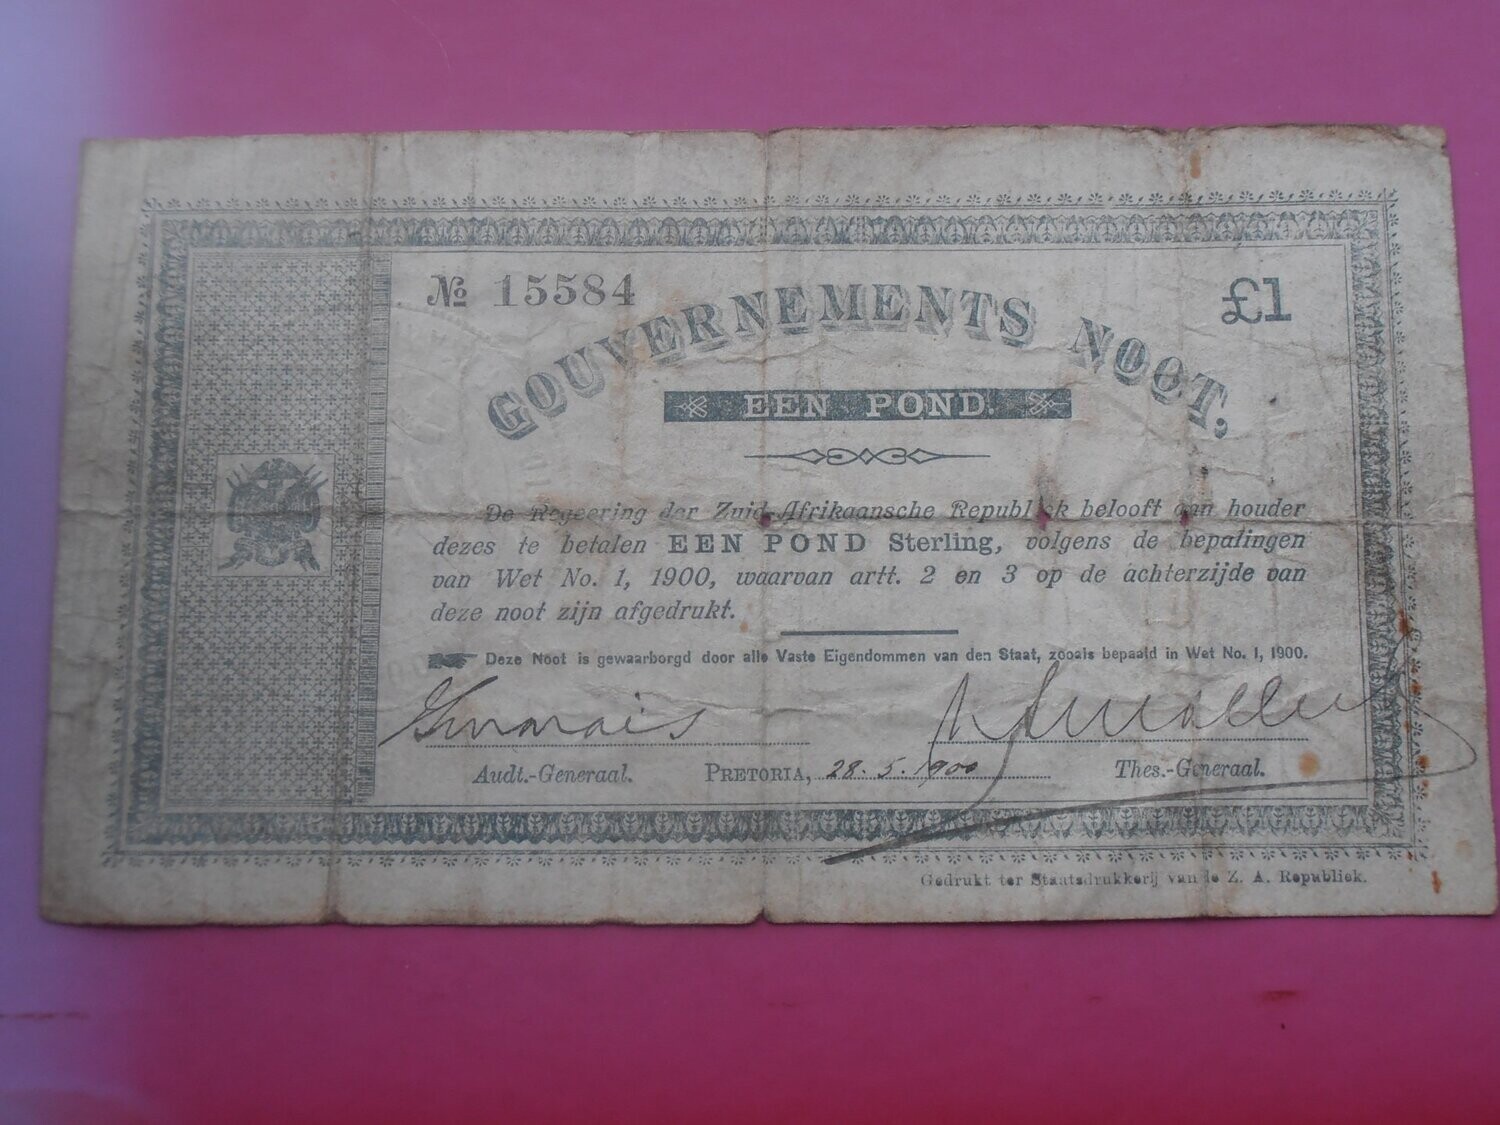 № 15584
£1
GOUVERNEMENTS NOOT,
EEN POND.
De Regeering der Zuid-Afrikaansche Republiek belooft aan houder
dezes te betalen EEN POND Sterling, volgens de bepalingen
van Wet No. 1, 1900, waarvan artt. 2 en 3 op de achterzijde van
deze noot zijn afgedrukt.
Deze Noot is gewaarborgd door alle Vaste Eigendommen van den Staat, zooals bepaald in Wet No. 1, 1900.
Audt.-Generaal. PRETORIA, 28. 5. 1900 Thes.-Generaal.
Gedrukt ter Staatsdrukkerij van de Z. A. Republiek.